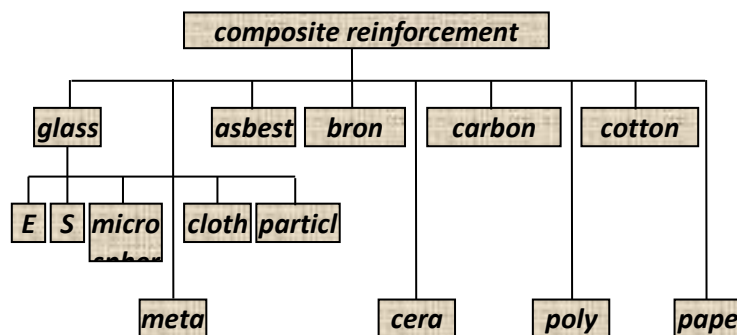 composite reinforcement
glass
asbest
bron
carbon
cotton
E
S
micro
cloth
particl
meta
cera
poly
pape